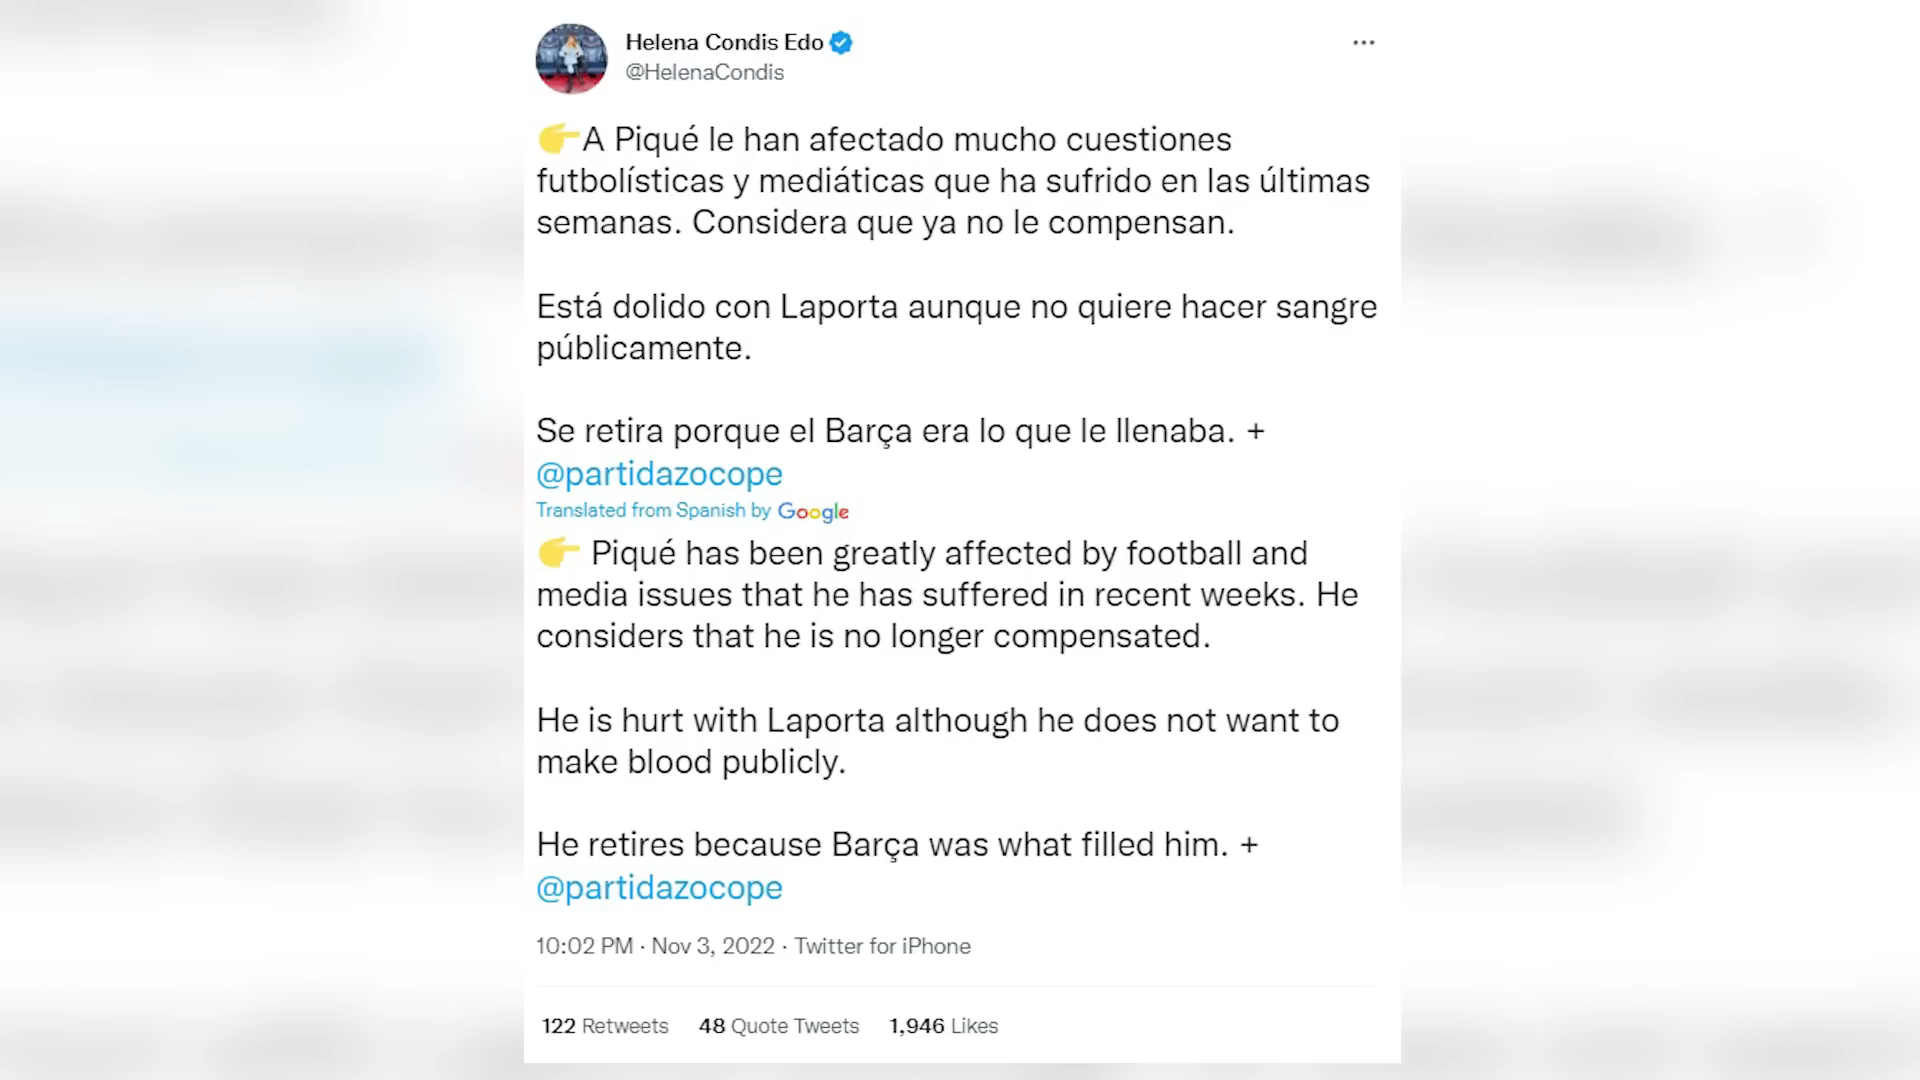 Helena Condis Edo
@HelenaCondis
👉A Piqué le han afectado mucho cuestiones
futbolísticas y mediáticas que ha sufrido en las últimas
semanas. Considera que ya no le compensan.
Está dolido con Laporta aunque no quiere hacer sangre
públicamente.
Se retira porque el Barça era lo que le llenaba. +
@partidazocope
Translated from Spanish by Google
👉 Piqué has been greatly affected by football and
media issues that he has suffered in recent weeks. He
considers that he is no longer compensated.
He is hurt with Laporta although he does not want to
make blood publicly.
He retires because Barça was what filled him. +
@partidazocope
10:02 PM · Nov 3, 2022 · Twitter for iPhone
122 Retweets 48 Quote Tweets 1,946 Likes